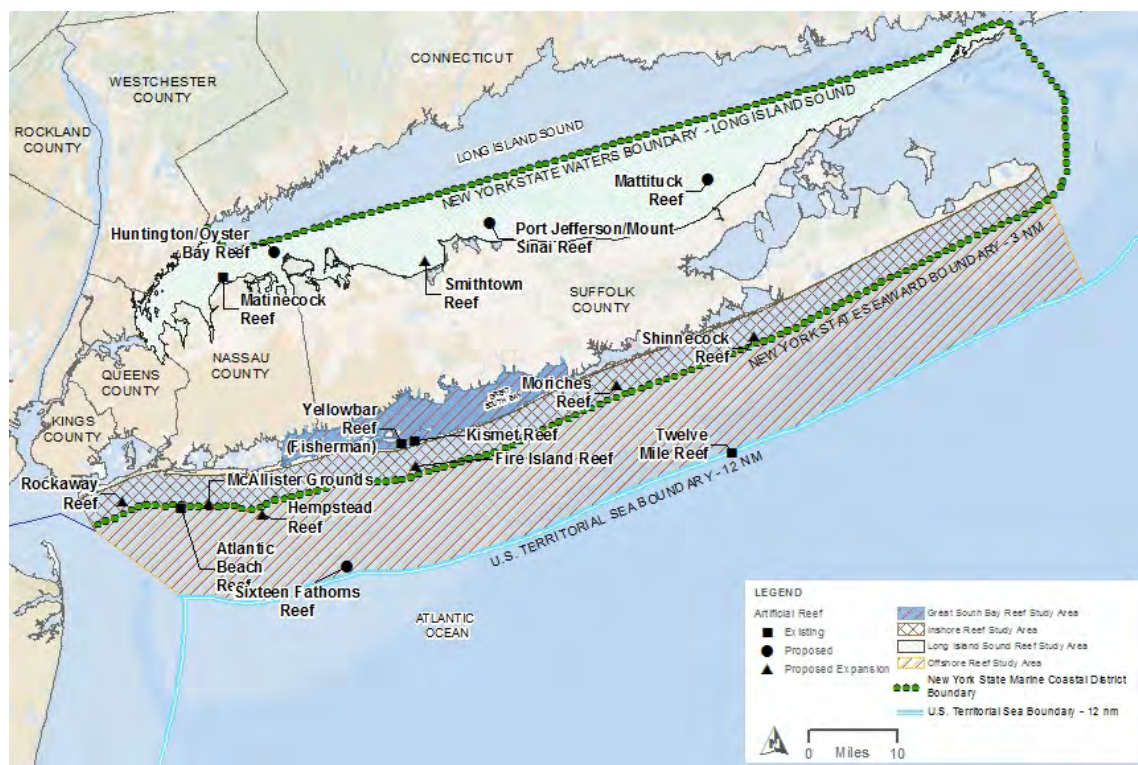 CONNECTICUT
WESTCHESTER
COUNTY
ROCKLAND
COUNTY
LONG ISLAND SOUND
NEW YORK STATE WATERS BOUNDARY - LONG ISLAND SOUND
Mattituck
Reef
Huntington/Oyster
Bay Reef
Port Jefferson/Mount
Sinai Reef
Matinecock
Reef
Smithtown
Reef
SUFFOLK
COUNTY
NEW YORK STATE SEAWARD BOUNDARY - 3 NM
NASSAU
COUNTY
QUEENS
COUNTY
KINGS
COUNTY
Shinnecock
Reef
Moriches
Reef
GREAT
SOUTH BAY
Yellowbar
Reef
(Fisherman)
Kismet Reef
Fire Island Reef
Twelve
Mile Reef
Rockaway
Reef
McAllister Grounds
Hempstead
Reef
U.S. TERRITORIAL SEA BOUNDARY - 12 NM
Atlantic
Beach
Reef
Sixteen Fathoms
Reef
ATLANTIC
OCEAN
LEGEND
Artificial Reef
Existing
Proposed
Proposed Expansion
Great South Bay Reef Study Area
Inshore Reef Study Area
Long Island Sound Reef Study Area
Offshore Reef Study Area
New York State Marine Coastal District
Boundary
U.S. Territorial Sea Boundary - 12 nm
N
0 Miles 10